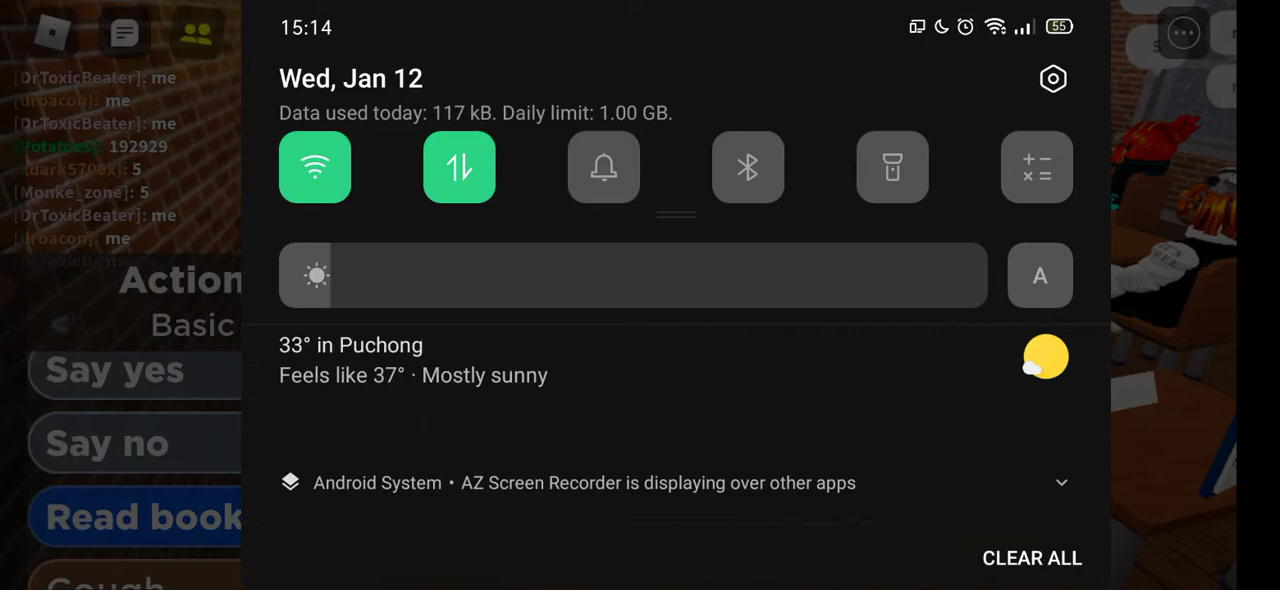 15:14
55
Wed, Jan 12
Data used today: 117 kB. Daily limit: 1.00 GB.
[DrToxicBeater]: me
me
[DrToxicBeater]: me
192929
5
[Monke_zone]: 5
[DrToxicBeater]: me
me
A
Action
Basic
33° in Puchong
Feels like 37° · Mostly sunny
Say yes
Say no
Read book
Cough
Android System • AZ Screen Recorder is displaying over other apps
CLEAR ALL